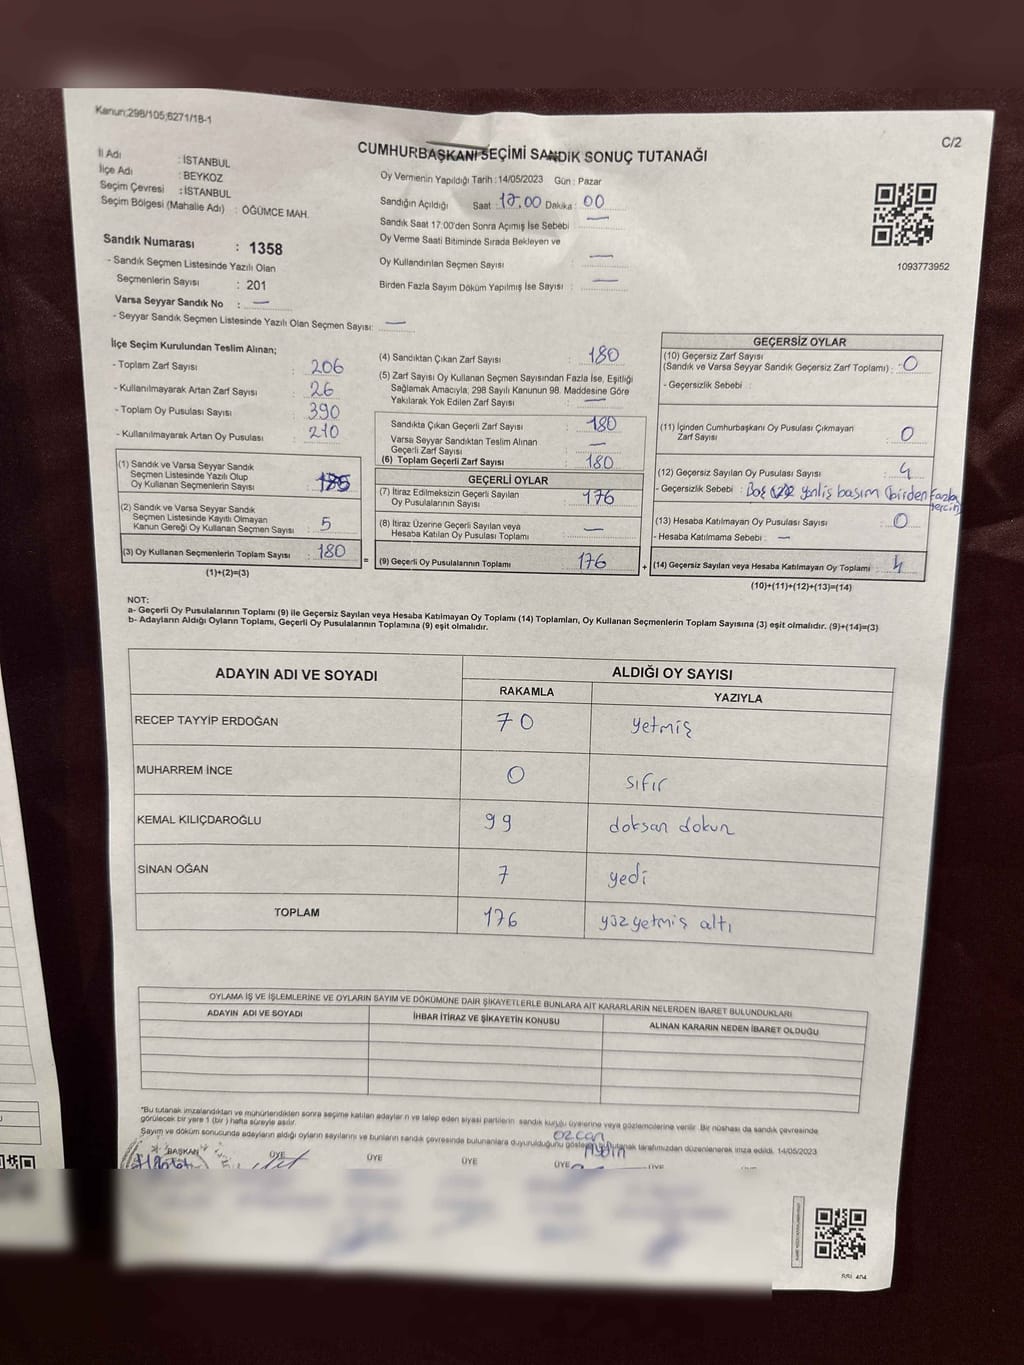 Kanun;298/105;6271/18-1
C/2
CUMHURBAŞKANI SEÇİMİ SANDIK SONUÇ TUTANAĞI
İl Adı : İSTANBUL
İlçe Adı : BEYKOZ
Seçim Çevresi : İSTANBUL
Seçim Bölgesi (Mahalle Adı) : ÖĞÜMCE MAH.
Oy Vermenin Yapıldığı Tarih : 14/05/2023 Gün : Pazar
Sandığın Açıldığı Saat : 17.00 Dakika : 00
Sandık Saat 17:00'den Sonra Açılmış İse Sebebi —
Oy Verme Saati Bitiminde Sırada Bekleyen ve
Oy Kullandırılan Seçmen Sayısı : —
Birden Fazla Sayım Döküm Yapılmış İse Sayısı : —
1093773952
Sandık Numarası : 1358
- Sandık Seçmen Listesinde Yazılı Olan
Seçmenlerin Sayısı : 201
Varsa Seyyar Sandık No : —
- Seyyar Sandık Seçmen Listesinde Yazılı Olan Seçmen Sayısı: —
İlçe Seçim Kurulundan Teslim Alınan;
- Toplam Zarf Sayısı : 206
- Kullanılmayarak Artan Zarf Sayısı : 26
- Toplam Oy Pusulası Sayısı : 390
- Kullanılmayarak Artan Oy Pusulası : 210
(1) Sandık ve Varsa Seyyar Sandık
Seçmen Listesinde Yazılı Olup
Oy Kullanan Seçmenlerin Sayısı :
(2) Sandık ve Varsa Seyyar Sandık
Seçmen Listesinde Kayıtlı Olmayan
Kanun Gereği Oy Kullanan Seçmen Sayısı : 5
(3) Oy Kullanan Seçmenlerin Toplam Sayısı : 180
(1)+(2)=(3)
=
(4) Sandıktan Çıkan Zarf Sayısı : 180
(5) Zarf Sayısı Oy Kullanan Seçmen Sayısından Fazla İse, Eşitliği
Sağlamak Amacıyla, 298 Sayılı Kanunun 98. Maddesine Göre
Yakılarak Yok Edilen Zarf Sayısı : —
Sandıkta Çıkan Geçerli Zarf Sayısı : 180
Varsa Seyyar Sandıktan Teslim Alınan
Geçerli Zarf Sayısı : —
(6) Toplam Geçerli Zarf Sayısı : 180
GEÇERLİ OYLAR
(7) İtiraz Edilmeksizin Geçerli Sayılan
Oy Pusulalarının Sayısı : 176
(8) İtiraz Üzerine Geçerli Sayılan veya
Hesaba Katılan Oy Pusulası Toplamı : —
(9) Geçerli Oy Pusulalarının Toplamı : 176
+
GEÇERSİZ OYLAR
(10) Geçersiz Zarf Sayısı
(Sandık ve Varsa Seyyar Sandık Geçersiz Zarf Toplamı) : 0
- Geçersizlik Sebebi :
(11) İçinden Cumhurbaşkanı Oy Pusulası Çıkmayan
Zarf Sayısı : 0
(12) Geçersiz Sayılan Oy Pusulası Sayısı : 4
- Geçersizlik Sebebi : Boş yanlış basım (birden fazla
tercih)
(13) Hesaba Katılmayan Oy Pusulası Sayısı : 0
- Hesaba Katılmama Sebebi : —
(14) Geçersiz Sayılan veya Hesaba Katılmayan Oy Toplamı : 4
(10)+(11)+(12)+(13)=(14)
NOT:
a- Geçerli Oy Pusulalarının Toplamı (9) ile Geçersiz Sayılan veya Hesaba Katılmayan Oy Toplamı (14) Toplamları, Oy Kullanan Seçmenlerin Toplam Sayısına (3) eşit olmalıdır. (9)+(14)=(3)
b- Adayların Aldığı Oyların Toplamı, Geçerli Oy Pusulalarının Toplamına (9) eşit olmalıdır.
ADAYIN ADI VE SOYADI ALDIĞI OY SAYISI
RAKAMLA YAZIYLA
RECEP TAYYİP ERDOĞAN 70 yetmiş
MUHARREM İNCE 0 sıfır
KEMAL KILIÇDAROĞLU 99 doksan dokuz
SİNAN OĞAN 7 yedi
TOPLAM 176 yüzyetmiş altı
OYLAMA İŞ VE İŞLEMLERİNE VE OYLARIN SAYIM VE DÖKÜMÜNE DAİR ŞİKAYETLERLE BUNLARA AİT KARARLARIN NELERDEN İBARET BULUNDUKLARI
ADAYIN ADI VE SOYADI İHBAR İTİRAZ VE ŞİKAYETİN KONUSU ALINAN KARARIN NEDEN İBARET OLDUĞU
*Bu tutanak imzalandıktan ve mühürlendikten sonra seçime katılan adaylar n ve talep eden siyasi partilerin sandık kurulu üyelerine veya gözlemcilerine verilir. Bir nüshası da sandık çevresinde
görülecek bir yere 1 (bir) hafta süreyle asılır.
Sayım ve döküm sonucunda adayların aldığı oyların sayılarını ve bunların sandık çevresinde bulunanlara duyurulduğunu gösteren tutanak tarafımızdan düzenlenerek imza edildi. 14/05/2023
özcan
Aydın
BAŞKAN ÜYE ÜYE ÜYE ÜYE ÜYE